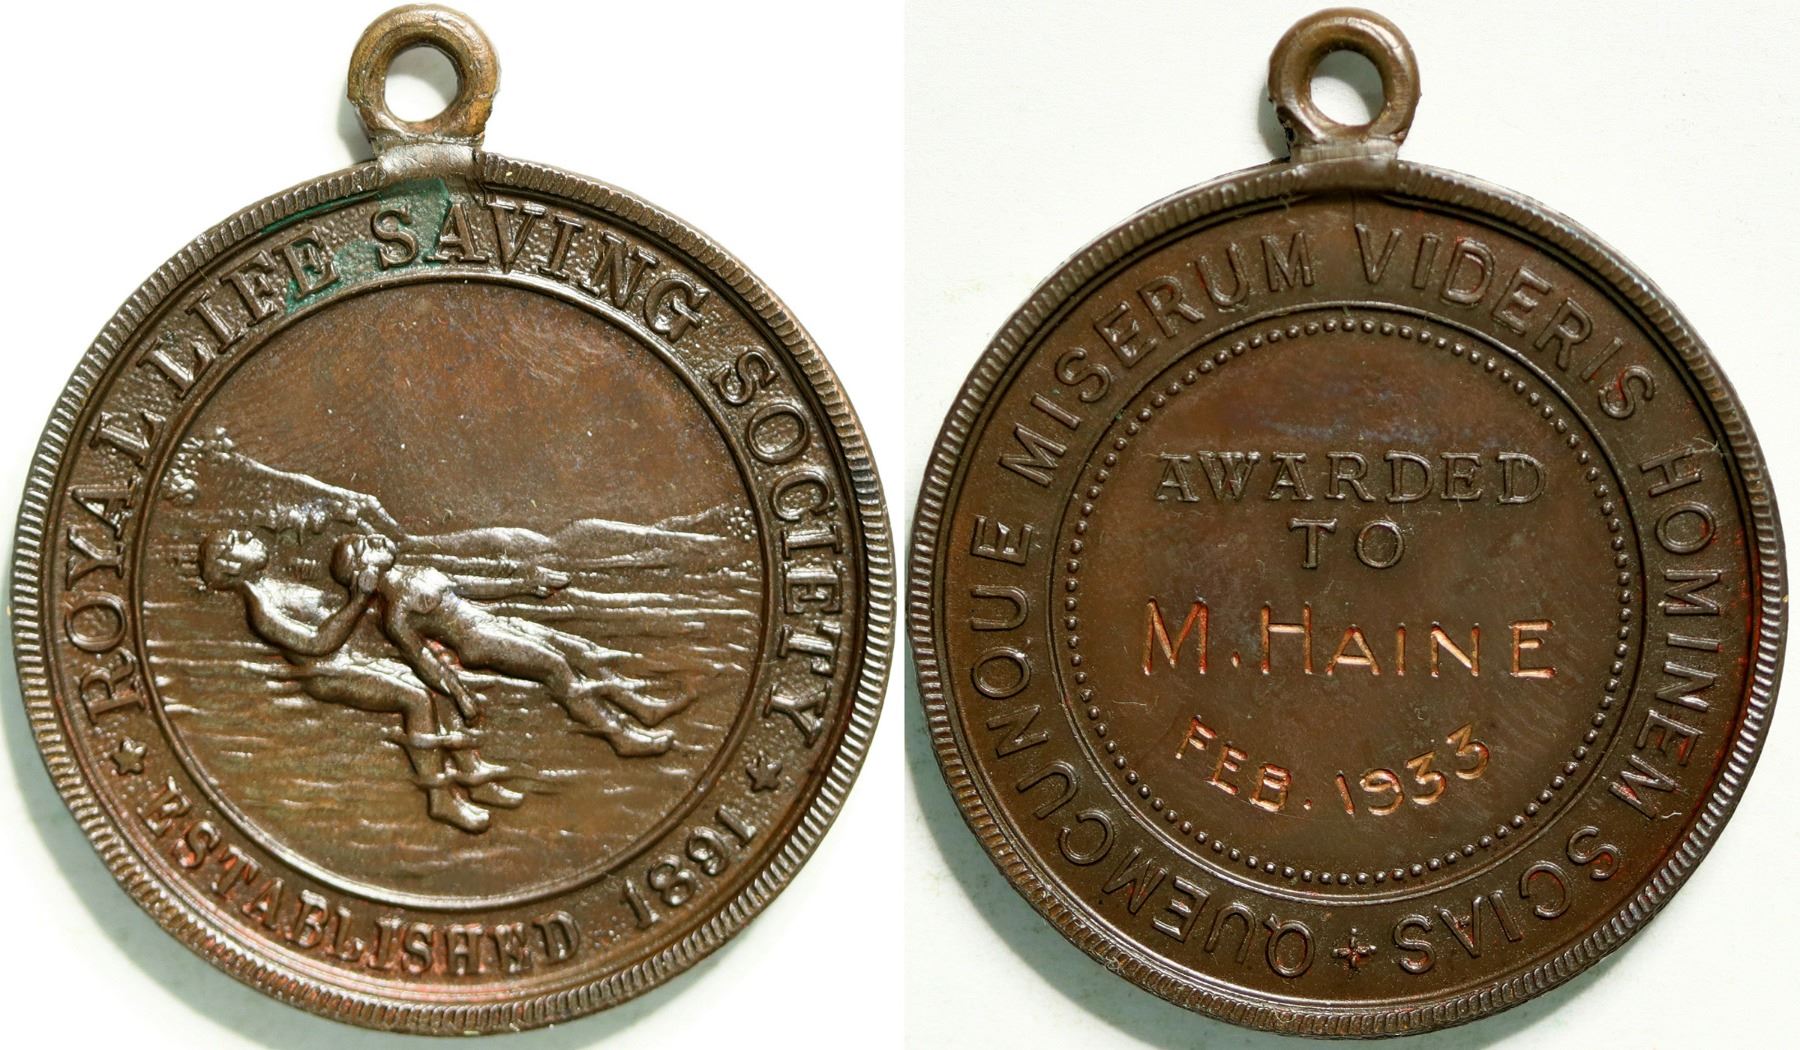 ROYAL LIFE SAVING SOCIETY
ESTABLISHED 1891
QUEMCUNQUE MISERUM VIDERIS HOMINEM SCIAS
AWARDED
TO
M. HAINE
FEB. 1933